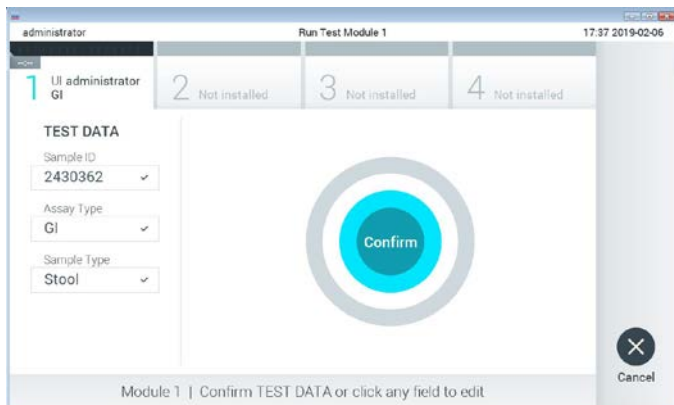 administrator
Run Test Module 1
17:37 2019-02-06
1 UI administrator
GI
2 Not installed
3 Not installed
4 Not installed
TEST DATA
Sample ID
2430362
Assay Type
GI
Sample Type
Stool
Confirm
Cancel
Module 1 | Confirm TEST DATA or click any field to edit